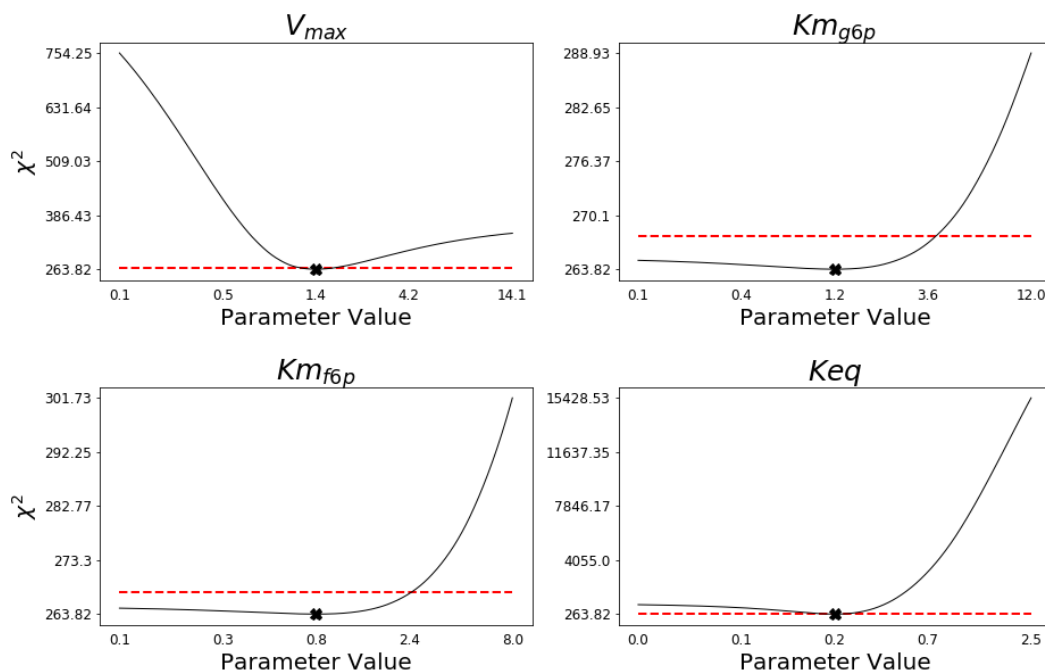 V_max
754.25
631.64
509.03
386.43
263.82
χ²
0.1 0.5 1.4 4.2 14.1
Parameter Value
Km_g6p
288.93
282.65
276.37
270.1
263.82
0.1 0.4 1.2 3.6 12.0
Parameter Value
Km_f6p
301.73
292.25
282.77
273.3
263.82
χ²
0.1 0.3 0.8 2.4 8.0
Parameter Value
Keq
15428.53
11637.35
7846.17
4055.0
263.82
0.0 0.1 0.2 0.7 2.5
Parameter Value